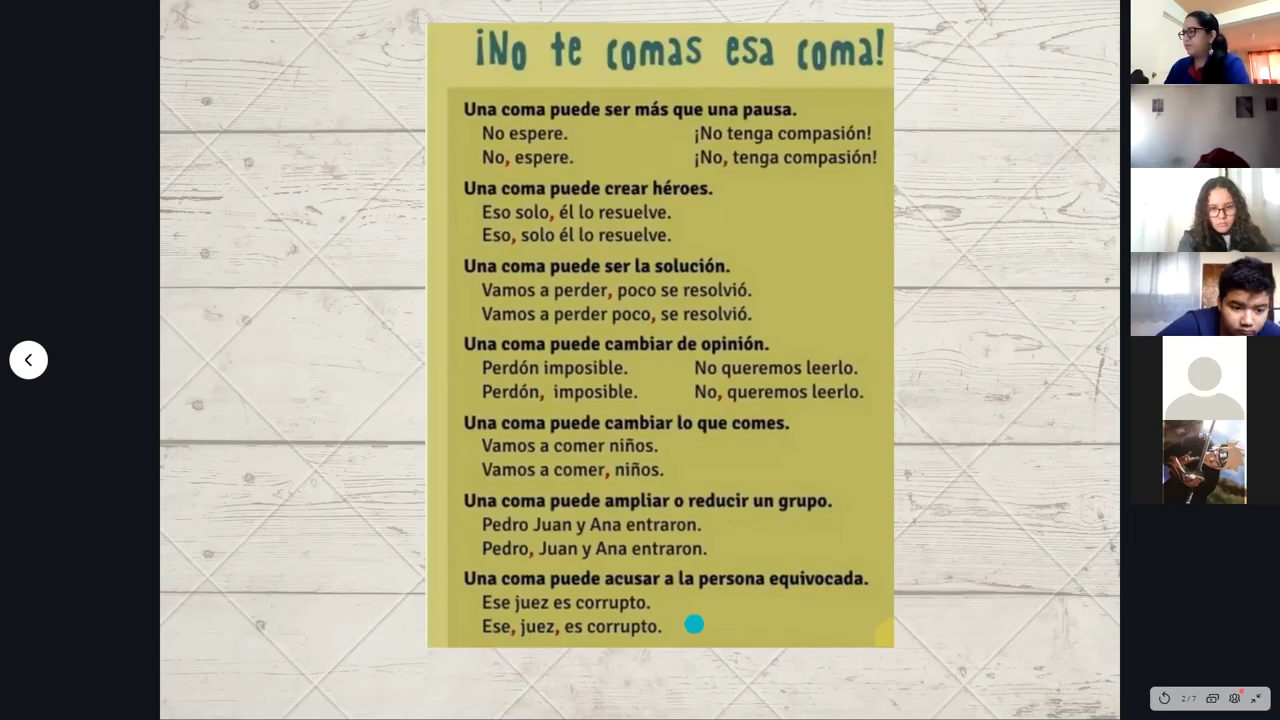 ¡No te comas esa coma!
Una coma puede ser más que una pausa.
No espere. ¡No tenga compasión!
No, espere. ¡No, tenga compasión!
Una coma puede crear héroes.
Eso solo, él lo resuelve.
Eso, solo él lo resuelve.
Una coma puede ser la solución.
Vamos a perder, poco se resolvió.
Vamos a perder poco, se resolvió.
Una coma puede cambiar de opinión.
Perdón imposible. No queremos leerlo.
Perdón, imposible. No, queremos leerlo.
Una coma puede cambiar lo que comes.
Vamos a comer niños.
Vamos a comer, niños.
Una coma puede ampliar o reducir un grupo.
Pedro Juan y Ana entraron.
Pedro, Juan y Ana entraron.
Una coma puede acusar a la persona equivocada.
Ese juez es corrupto.
Ese, juez, es corrupto.
2/7